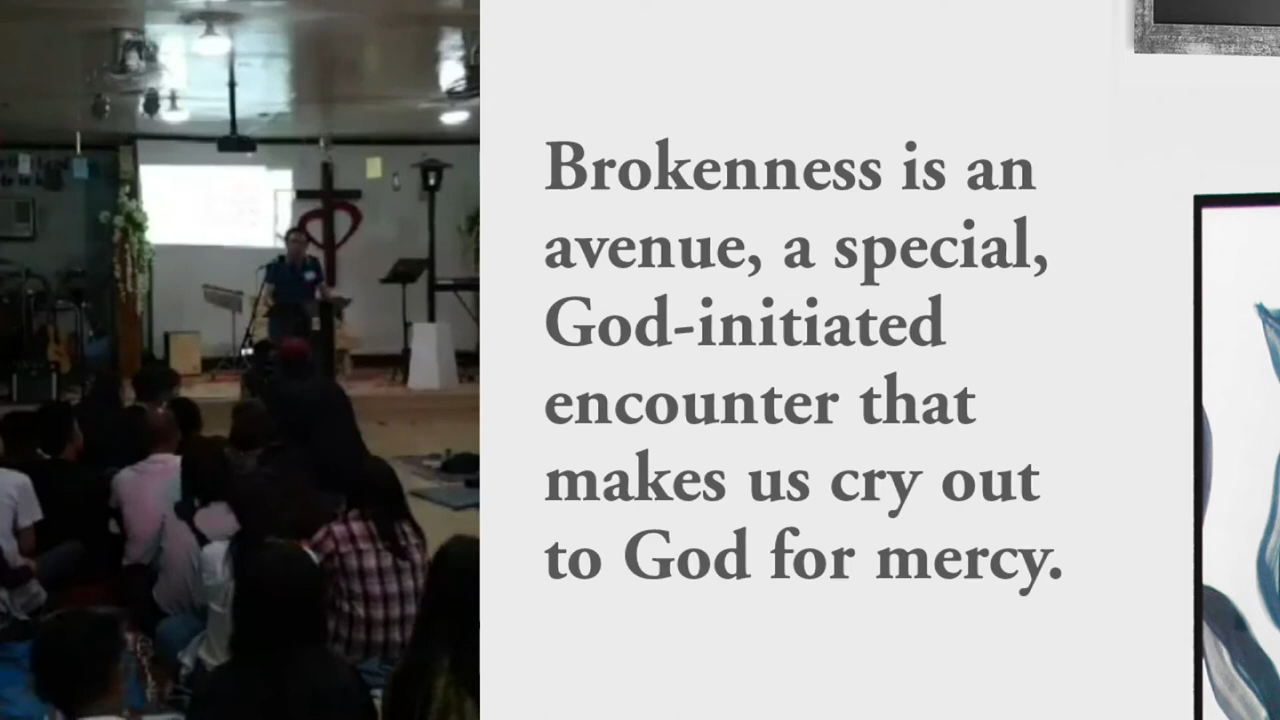 Brokenness is an
avenue, a special,
God-initiated
encounter that
makes us cry out
to God for mercy.